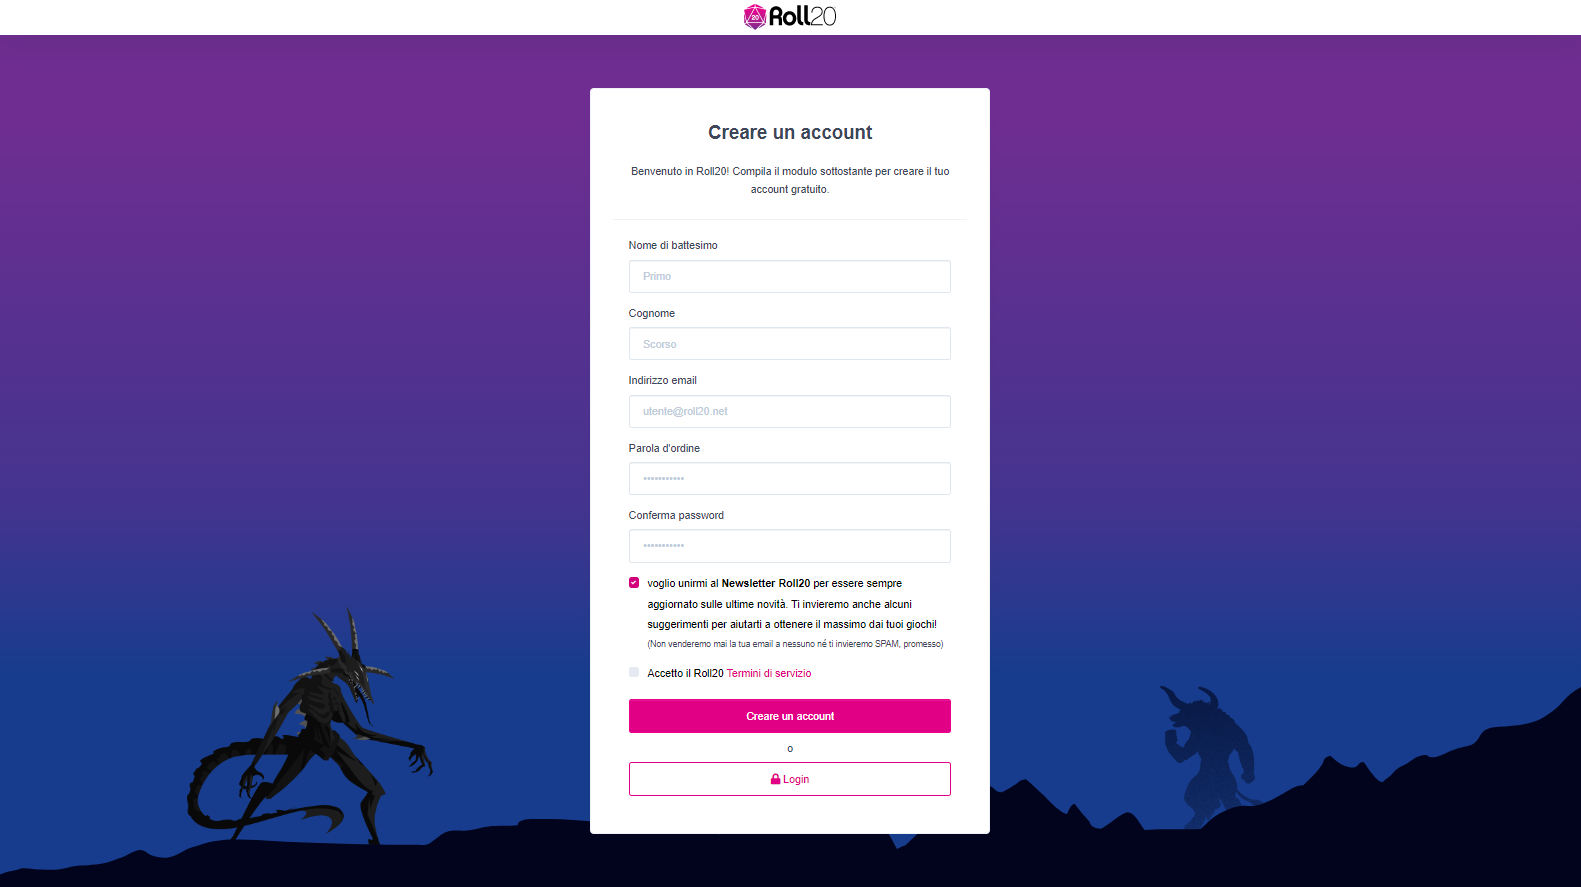 20 Roll20
Creare un account
Benvenuto in Roll20! Compila il modulo sottostante per creare il tuo
account gratuito.
Nome di battesimo
Primo
Cognome
Scorso
Indirizzo email
utente@roll20.net
Parola d'ordine
•••••••••••
Conferma password
•••••••••••
voglio unirmi al Newsletter Roll20 per essere sempre
aggiornato sulle ultime novità. Ti invieremo anche alcuni
suggerimenti per aiutarti a ottenere il massimo dai tuoi giochi!
(Non venderemo mai la tua email a nessuno né ti invieremo SPAM, promesso)
Accetto il Roll20 Termini di servizio
Creare un account
o
Login